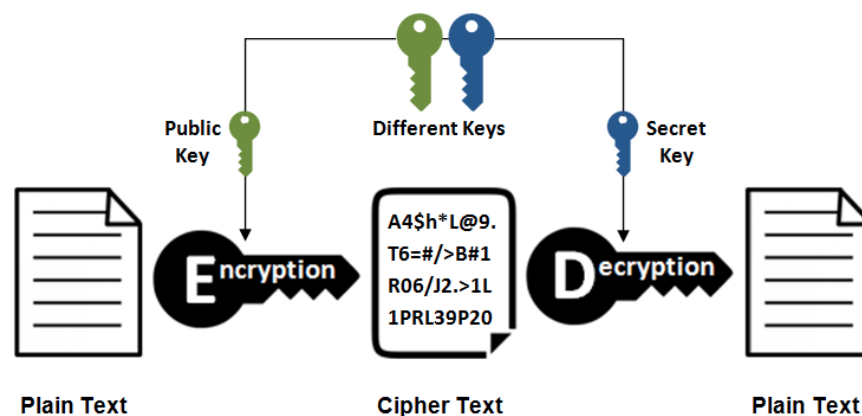 Public
Key
Different Keys
Secret
Key
Encryption
A4$h*L@9.
T6=#/>B#1
R06/J2.>1L
1PRL39P20
Decryption
Plain Text
Cipher Text
Plain Text